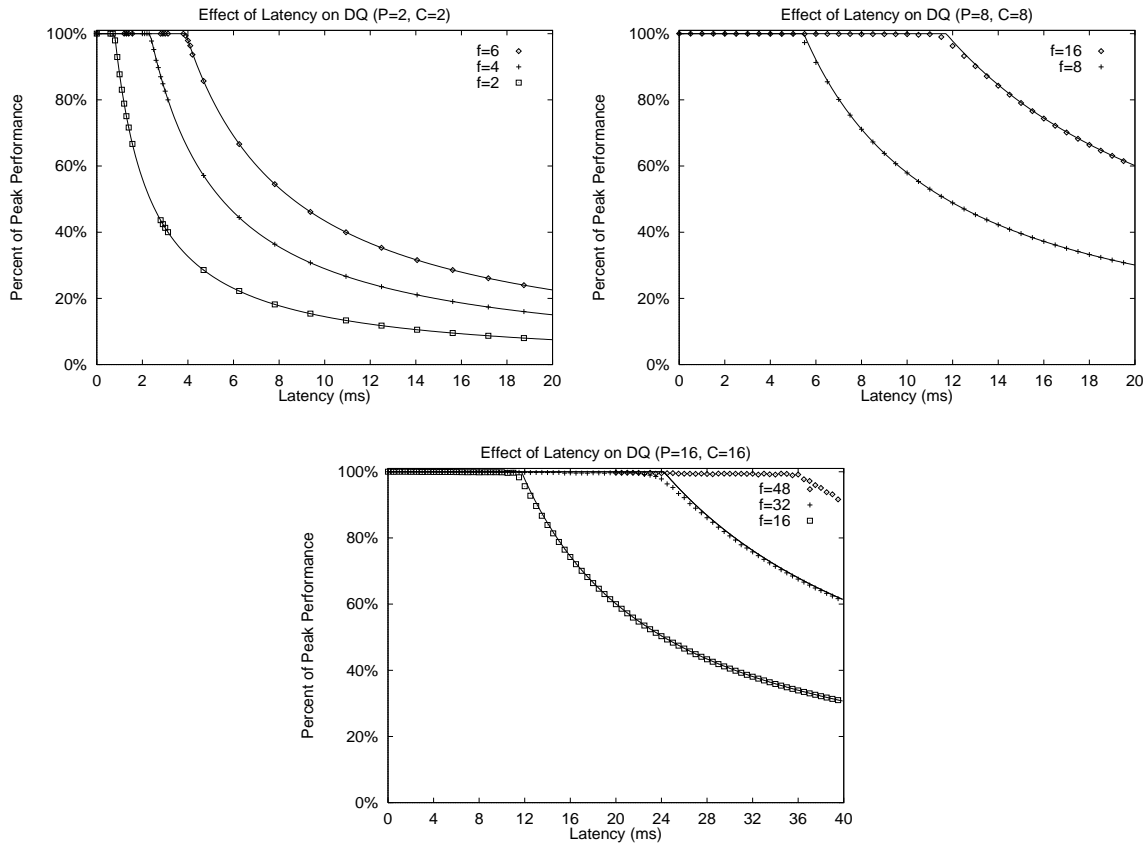 Effect of Latency on DQ (P=2, C=2)
Percent of Peak Performance
100%
80%
60%
40%
20%
0%
f=6
f=4
f=2
0 2 4 6 8 10 12 14 16 18 20
Latency (ms)
Effect of Latency on DQ (P=8, C=8)
Percent of Peak Performance
100%
80%
60%
40%
20%
0%
f=16
f=8
0 2 4 6 8 10 12 14 16 18 20
Latency (ms)
Effect of Latency on DQ (P=16, C=16)
Percent of Peak Performance
100%
80%
60%
40%
20%
0%
f=48
f=32
f=16
0 4 8 12 16 20 24 28 32 36 40
Latency (ms)